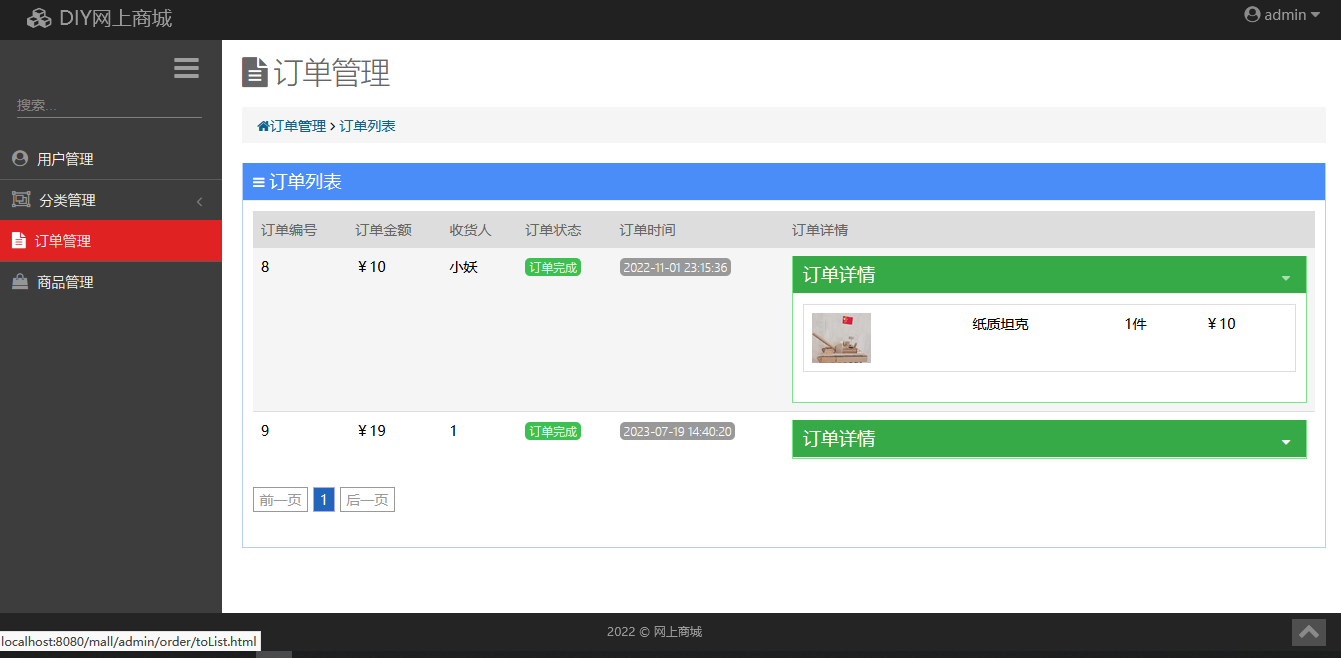 DIY网上商城
admin
搜索...
用户管理
分类管理
订单管理
商品管理
订单管理
订单管理 › 订单列表
订单列表
订单编号 订单金额 收货人 订单状态 订单时间 订单详情
8 ￥10 小妖 订单完成 2022-11-01 23:15:36 订单详情
纸质坦克 1件 ￥10
9 ￥19 1 订单完成 2023-07-19 14:40:20 订单详情
前一页 1 后一页
2022 © 网上商城
localhost:8080/mall/admin/order/toList.html